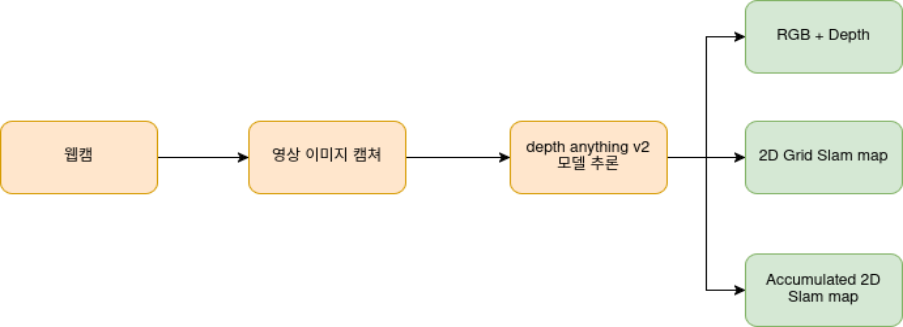 웹캠
영상 이미지 캡쳐
depth anything v2
모델 추론
RGB + Depth
2D Grid Slam map
Accumulated 2D
Slam map